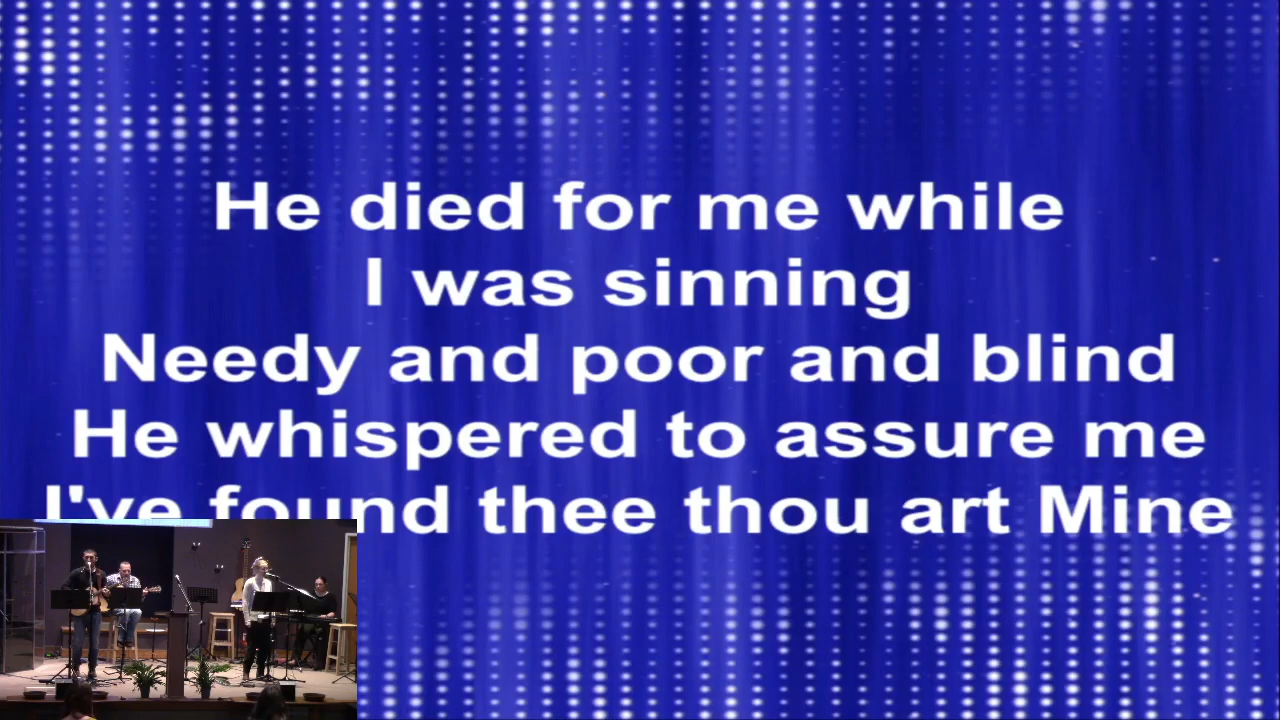 He died for me while
I was sinning
Needy and poor and blind
He whispered to assure me
I've found thee thou art Mine